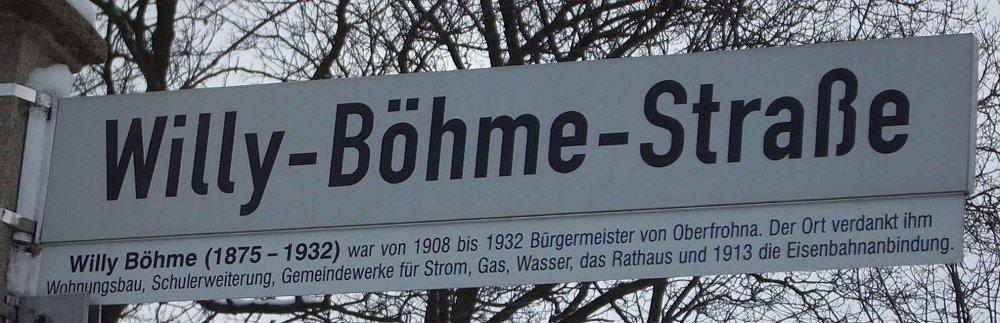 Willy-Böhme-Straße
Willy Böhme (1875 – 1932) war von 1908 bis 1932 Bürgermeister von Oberfrohna. Der Ort verdankt ihm
Wohnungsbau, Schulerweiterung, Gemeindewerke für Strom, Gas, Wasser, das Rathaus und 1913 die Eisenbahnanbindung.